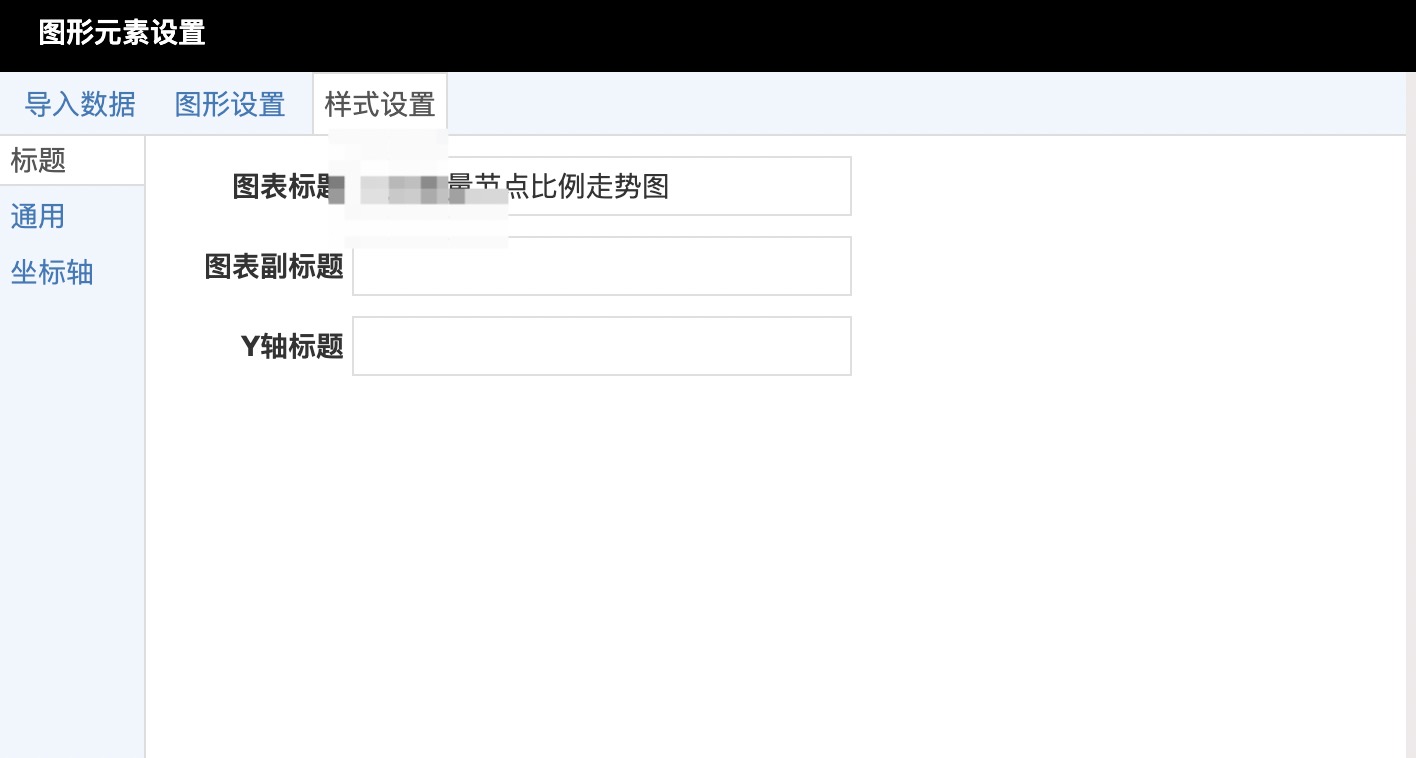 图形元素设置
导入数据 图形设置 样式设置
标题
通用
坐标轴
图表标题 量节点比例走势图
图表副标题
Y轴标题